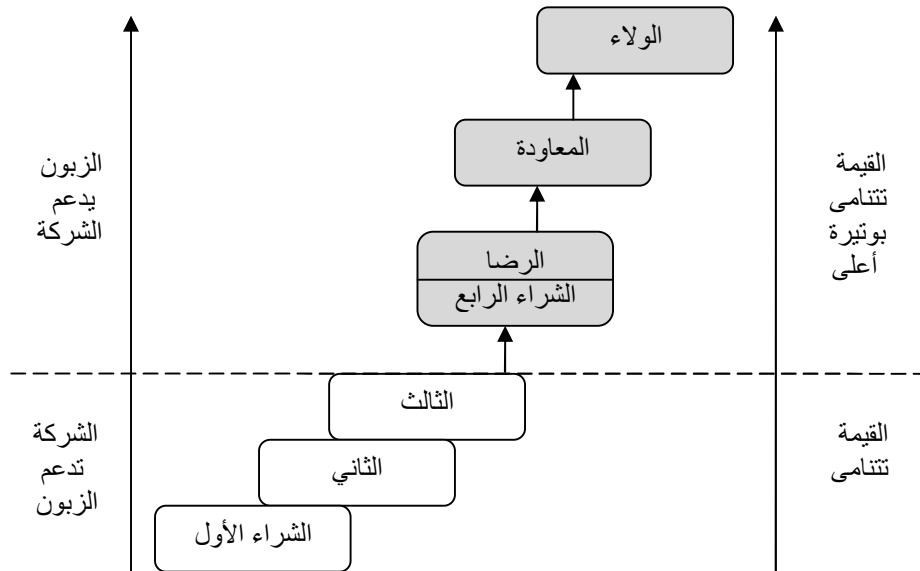 الولاء
المعاودة
الرضا
الشراء الرابع
القيمة
تتنامى
بوتيرة
أعلى
الزبون
يدعم
الشركة
الثالث
الثاني
الشراء الأول
القيمة
تتنامى
الشركة
تدعم
الزبون